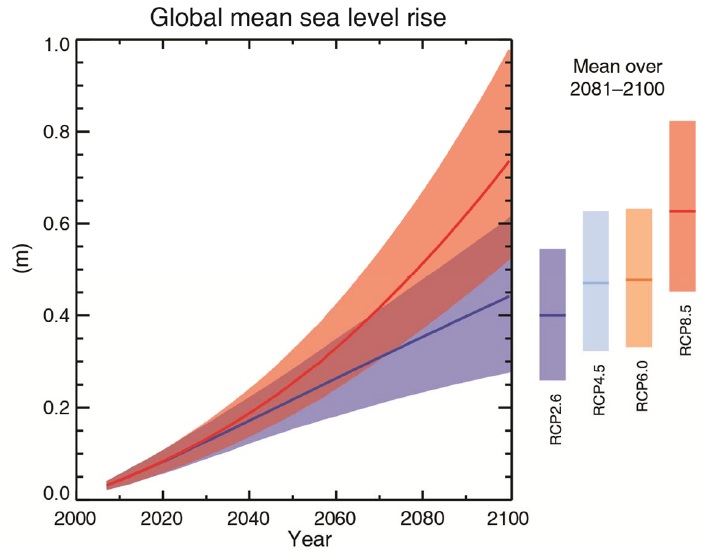 Global mean sea level rise
1.0
0.8
0.6
0.4
0.2
0.0
(m)
2000 2020 2040 2060 2080 2100
Year
Mean over
2081–2100
RCP2.6
RCP4.5
RCP6.0
RCP8.5